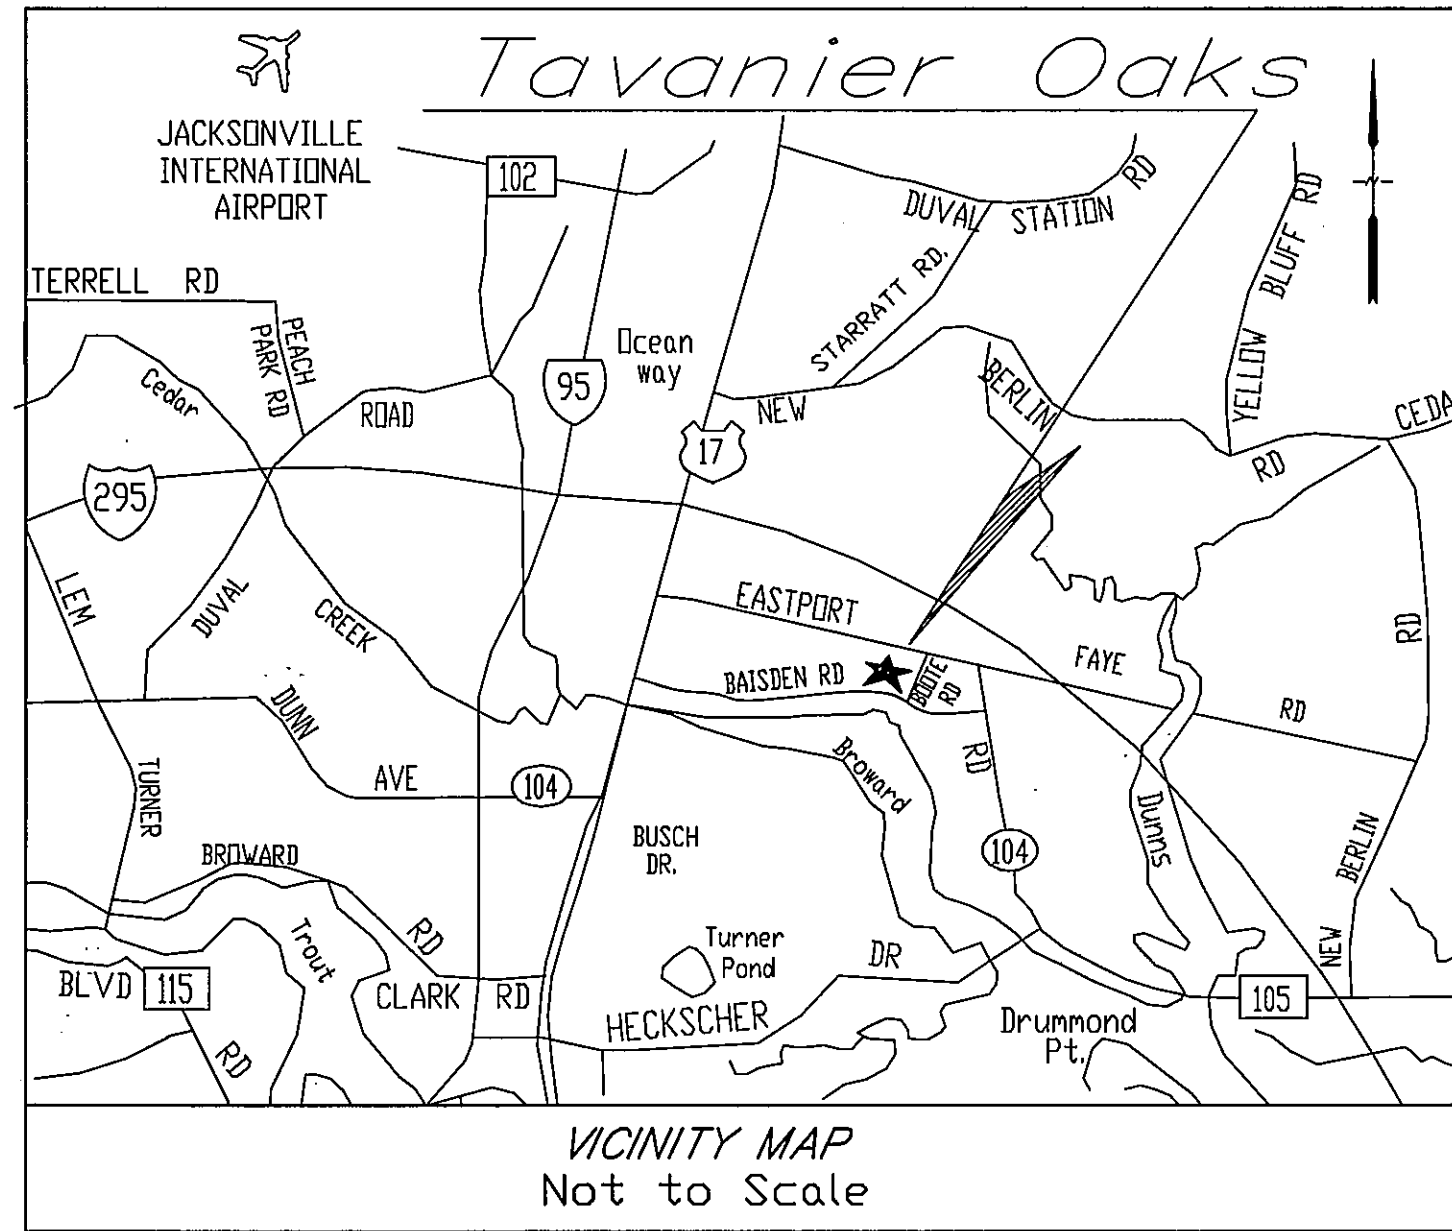 Tavanier Oaks
JACKSONVILLE
INTERNATIONAL
AIRPORT
102
DUVAL STATION RD
YELLOW BLUFF RD
TERRELL RD
PEACH
PARK RD
STARRATT RD.
Ocean
way
95
Cedar
ROAD
NEW BERLIN RD
CEDA
17
295
LEM
DUVAL
CREEK
EASTPORT
FAYE
RD
BAISDEN RD
BOOTE
RD
RD
DUNN
AVE
104
TURNER
RD
Broward
BUSCH
DR.
104
Dunns
BROWARD
RD
BERLIN
NEW
Trout
Turner
Pond
BLVD
115
RD
CLARK RD
HECKSCHER
DR
Drummond
Pt.
105
VICINITY MAP
Not to Scale